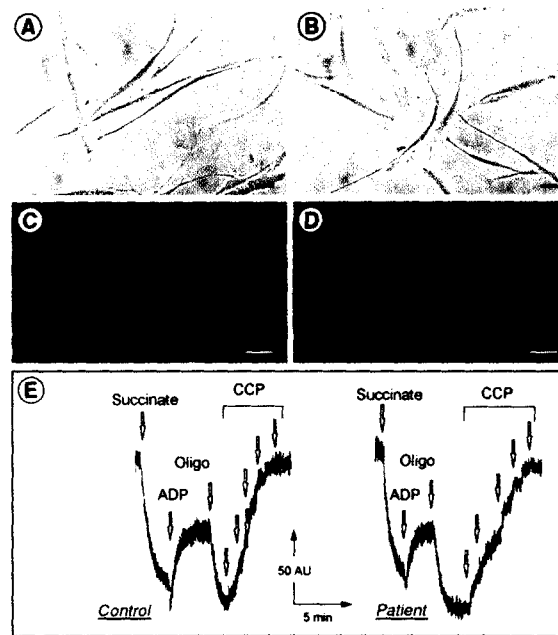 A
B
C
D
E
Succinate
CCP
Oligo
ADP
Control
50 AU
5 min
Succinate
CCP
Oligo
ADP
Patient